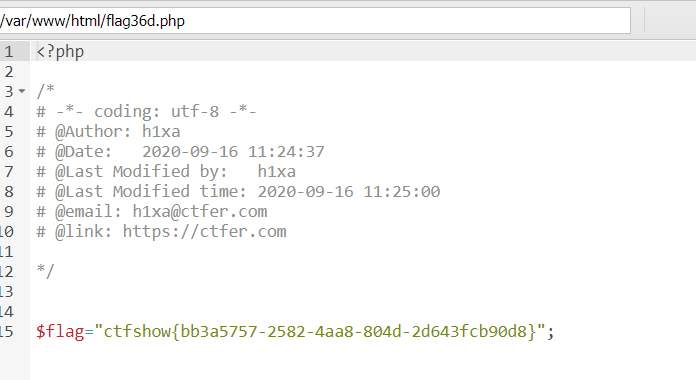 /var/www/html/flag36d.php
1 <?php
2
3 /*
4 # -*- coding: utf-8 -*-
5 # @Author: h1xa
6 # @Date:   2020-09-16 11:24:37
7 # @Last Modified by:   h1xa
8 # @Last Modified time: 2020-09-16 11:25:00
9 # @email: h1xa@ctfer.com
10 # @link: https://ctfer.com
11
12 */
13
14
15 $flag="ctfshow{bb3a5757-2582-4aa8-804d-2d643fcb90d8}";